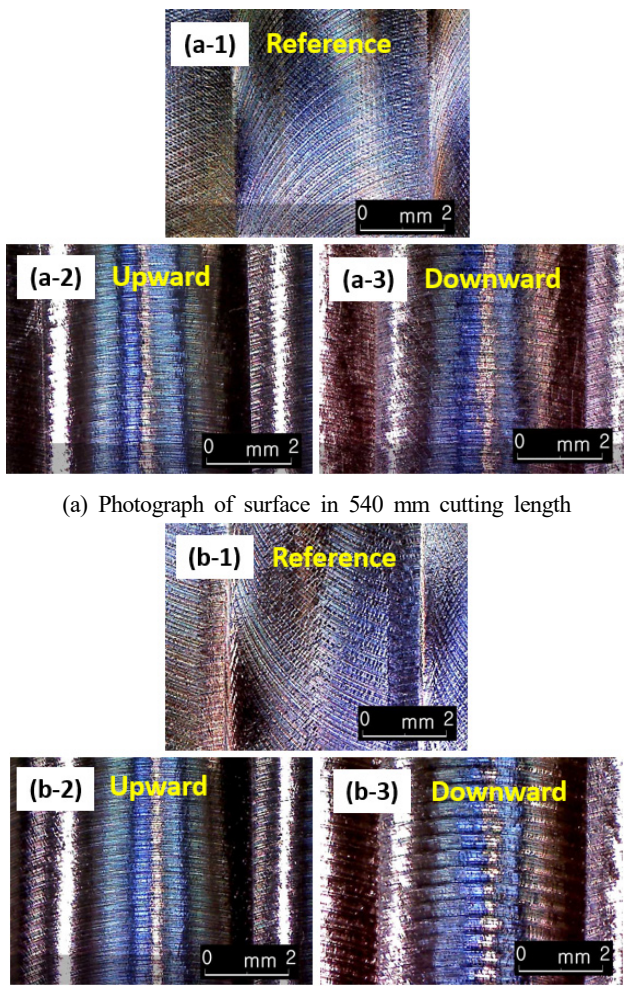 (a-1) Reference
0 mm 2
(a-2) Upward
0 mm 2
(a-3) Downward
0 mm 2
(a) Photograph of surface in 540 mm cutting length
(b-1) Reference
0 mm 2
(b-2) Upward
0 mm 2
(b-3) Downward
0 mm 2